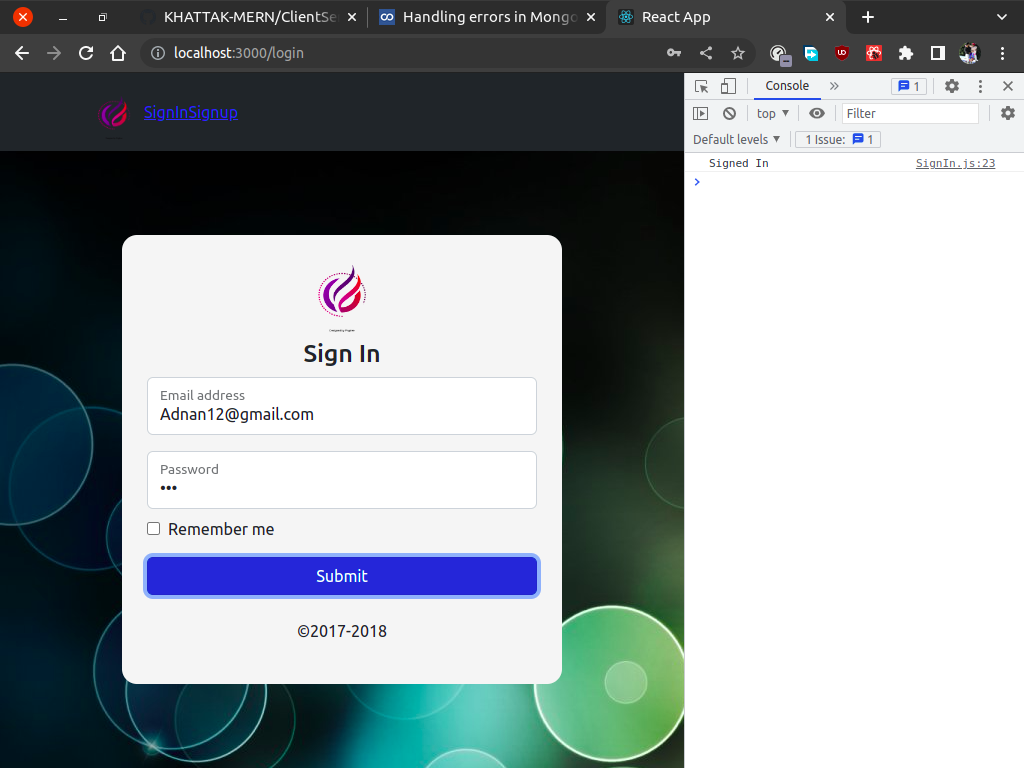 KHATTAK-MERN/ClientSe
Handling errors in Mongo
React App
localhost:3000/login
SignInSignup
Sign In
Email address
Adnan12@gmail.com
Password
•••
Remember me
Submit
©2017-2018
Console
1
top
Filter
Default levels
1 Issue:
1
Signed In
SignIn.js:23